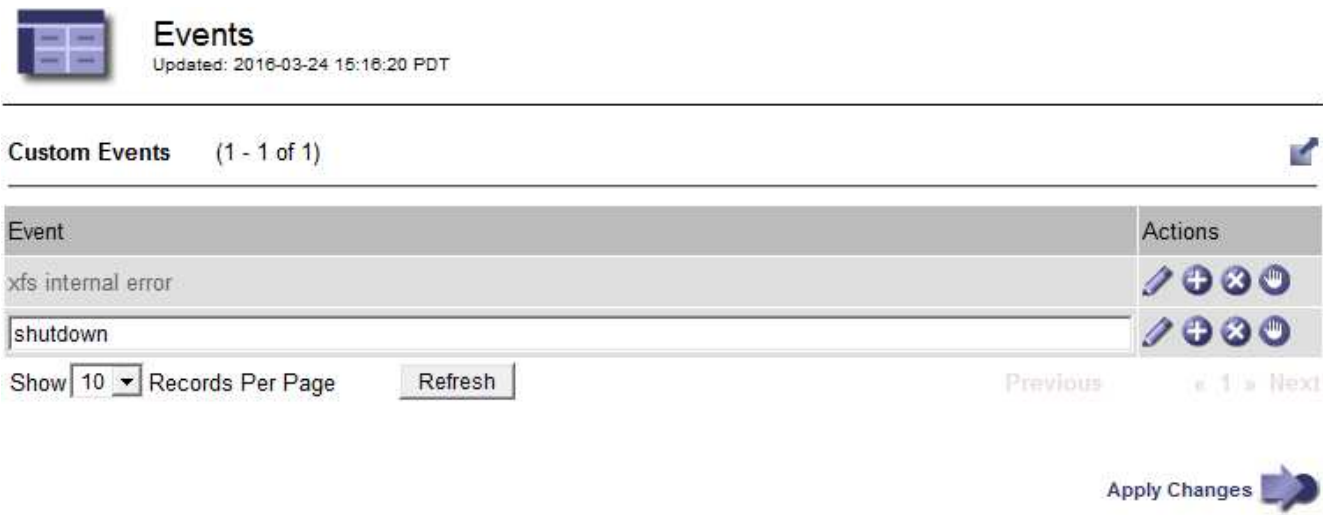 Events
Updated: 2016-03-24 15:16:20 PDT
Custom Events (1 - 1 of 1)
Event Actions
xfs internal error
shutdown
Show 10 Records Per Page Refresh Previous « 1 » Next
Apply Changes